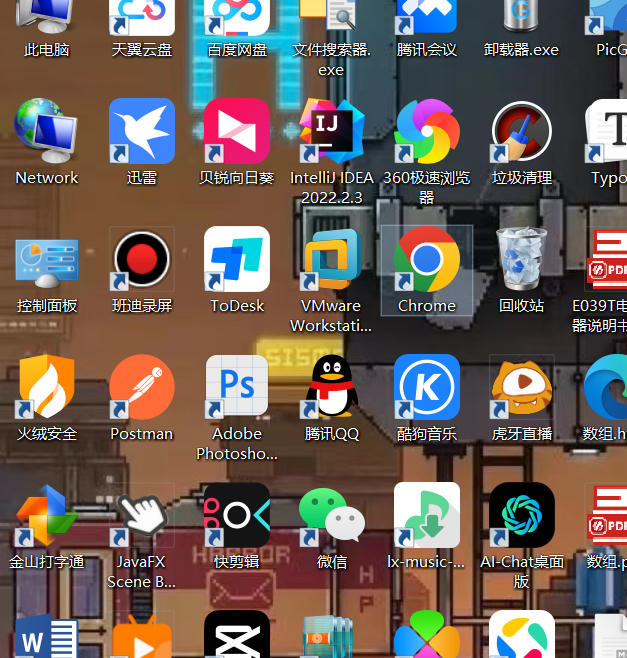 此电脑
天翼云盘
百度网盘
文件搜索器.
exe
腾讯会议
卸载器.exe
PicG
Network
迅雷
贝锐向日葵
IJ
IntelliJ IDEA
2022.2.3
360极速浏览
器
垃圾清理
T
Typo
控制面板
班迪录屏
ToDesk
VMware
Workstati...
Chrome
回收站
PDF
E039T电
器说明书
SISM
火绒安全
Postman
Ps
Adobe
Photosho...
腾讯QQ
K
酷狗音乐
虎牙直播
数组.h
金山打字通
JavaFX
Scene B...
快剪辑
微信
lx-music-...
AI-Chat桌面
版
PDF
数组.p
HARBOR
H
P
W